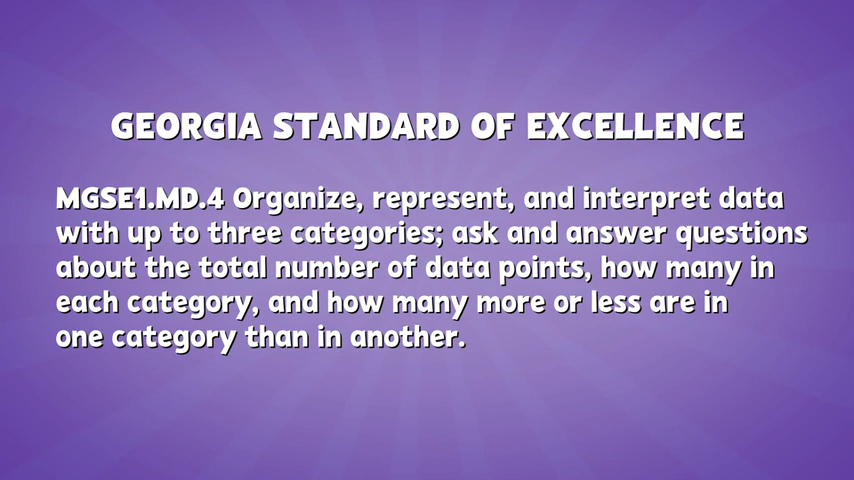 GEORGIA STANDARD OF EXCELLENCE
MGSE1.MD.4 Organize, represent, and interpret data
with up to three categories; ask and answer questions
about the total number of data points, how many in
each category, and how many more or less are in
one category than in another.